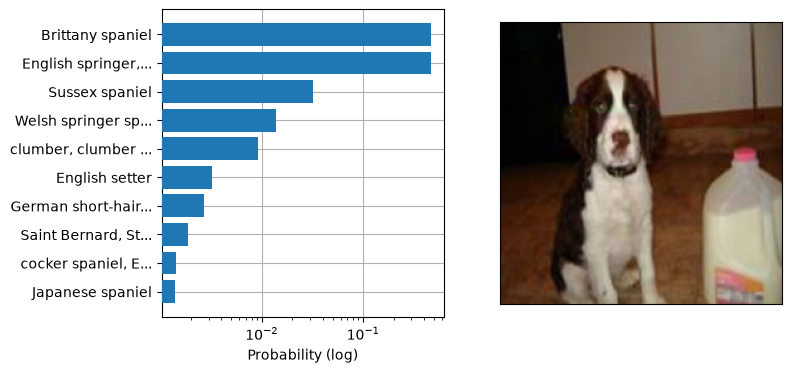 Brittany spaniel
English springer,...
Sussex spaniel
Welsh springer sp...
clumber, clumber ...
English setter
German short-hair...
Saint Bernard, St...
cocker spaniel, E...
Japanese spaniel
10⁻² 10⁻¹
Probability (log)